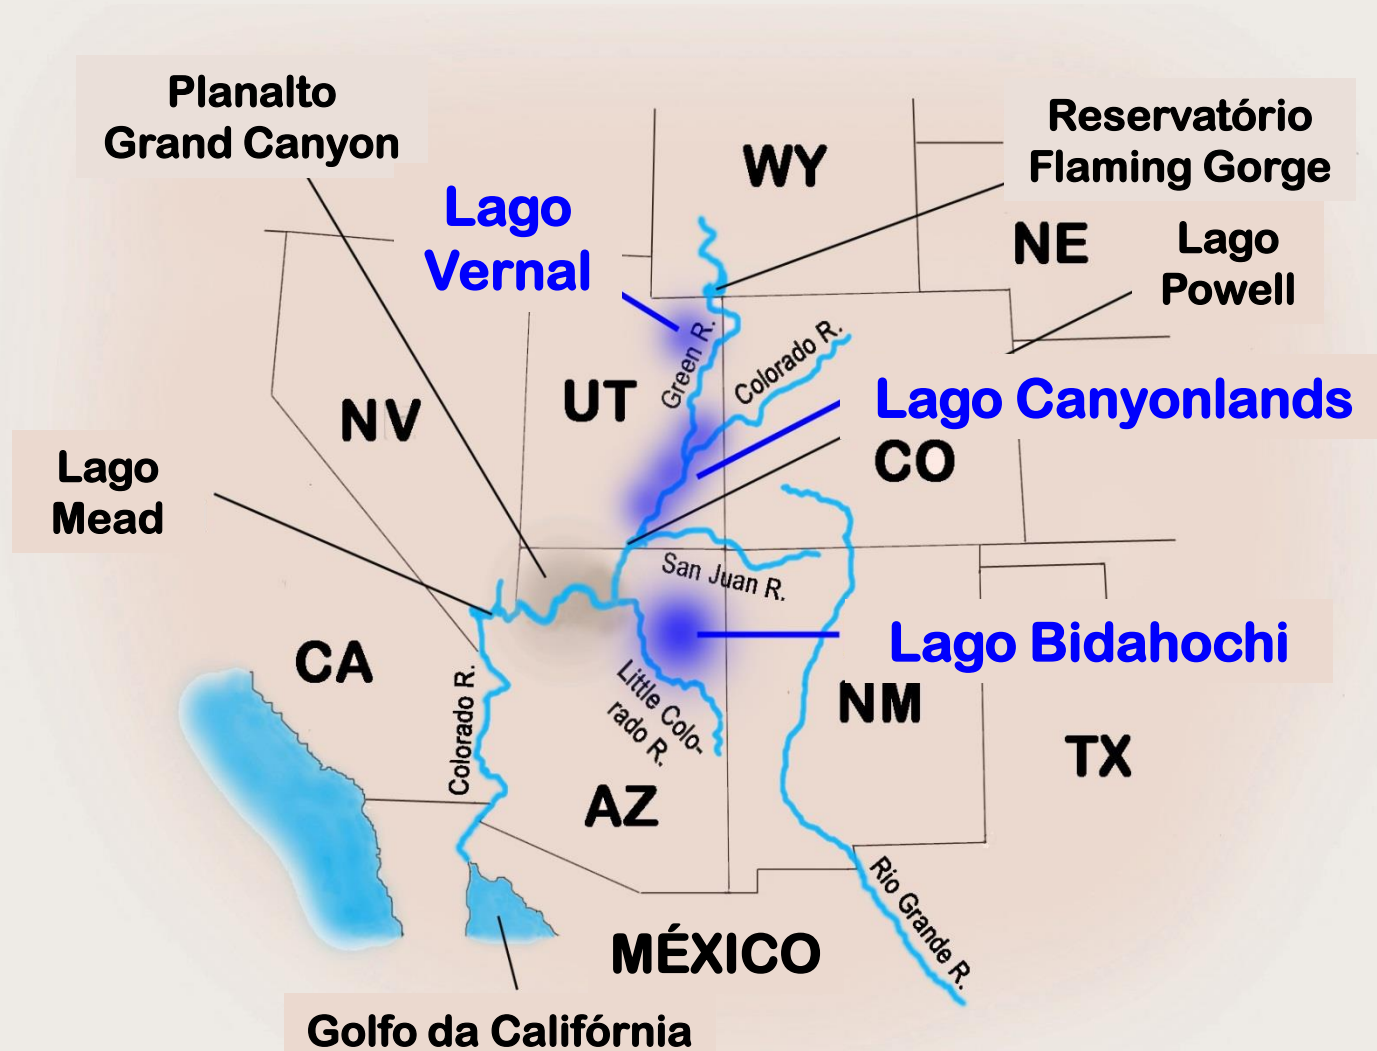 Planalto
Grand Canyon
Reservatório
Flaming Gorge
WY
Lago
Vernal
NE
Lago
Powell
Green R.
Colorado R.
UT
NV
Lago Canyonlands
CO
Lago
Mead
San Juan R.
CA
Lago Bidahochi
Little Colo-
rado R.
Colorado R.
NM
TX
AZ
Rio Grande R.
MÉXICO
Golfo da Califórnia